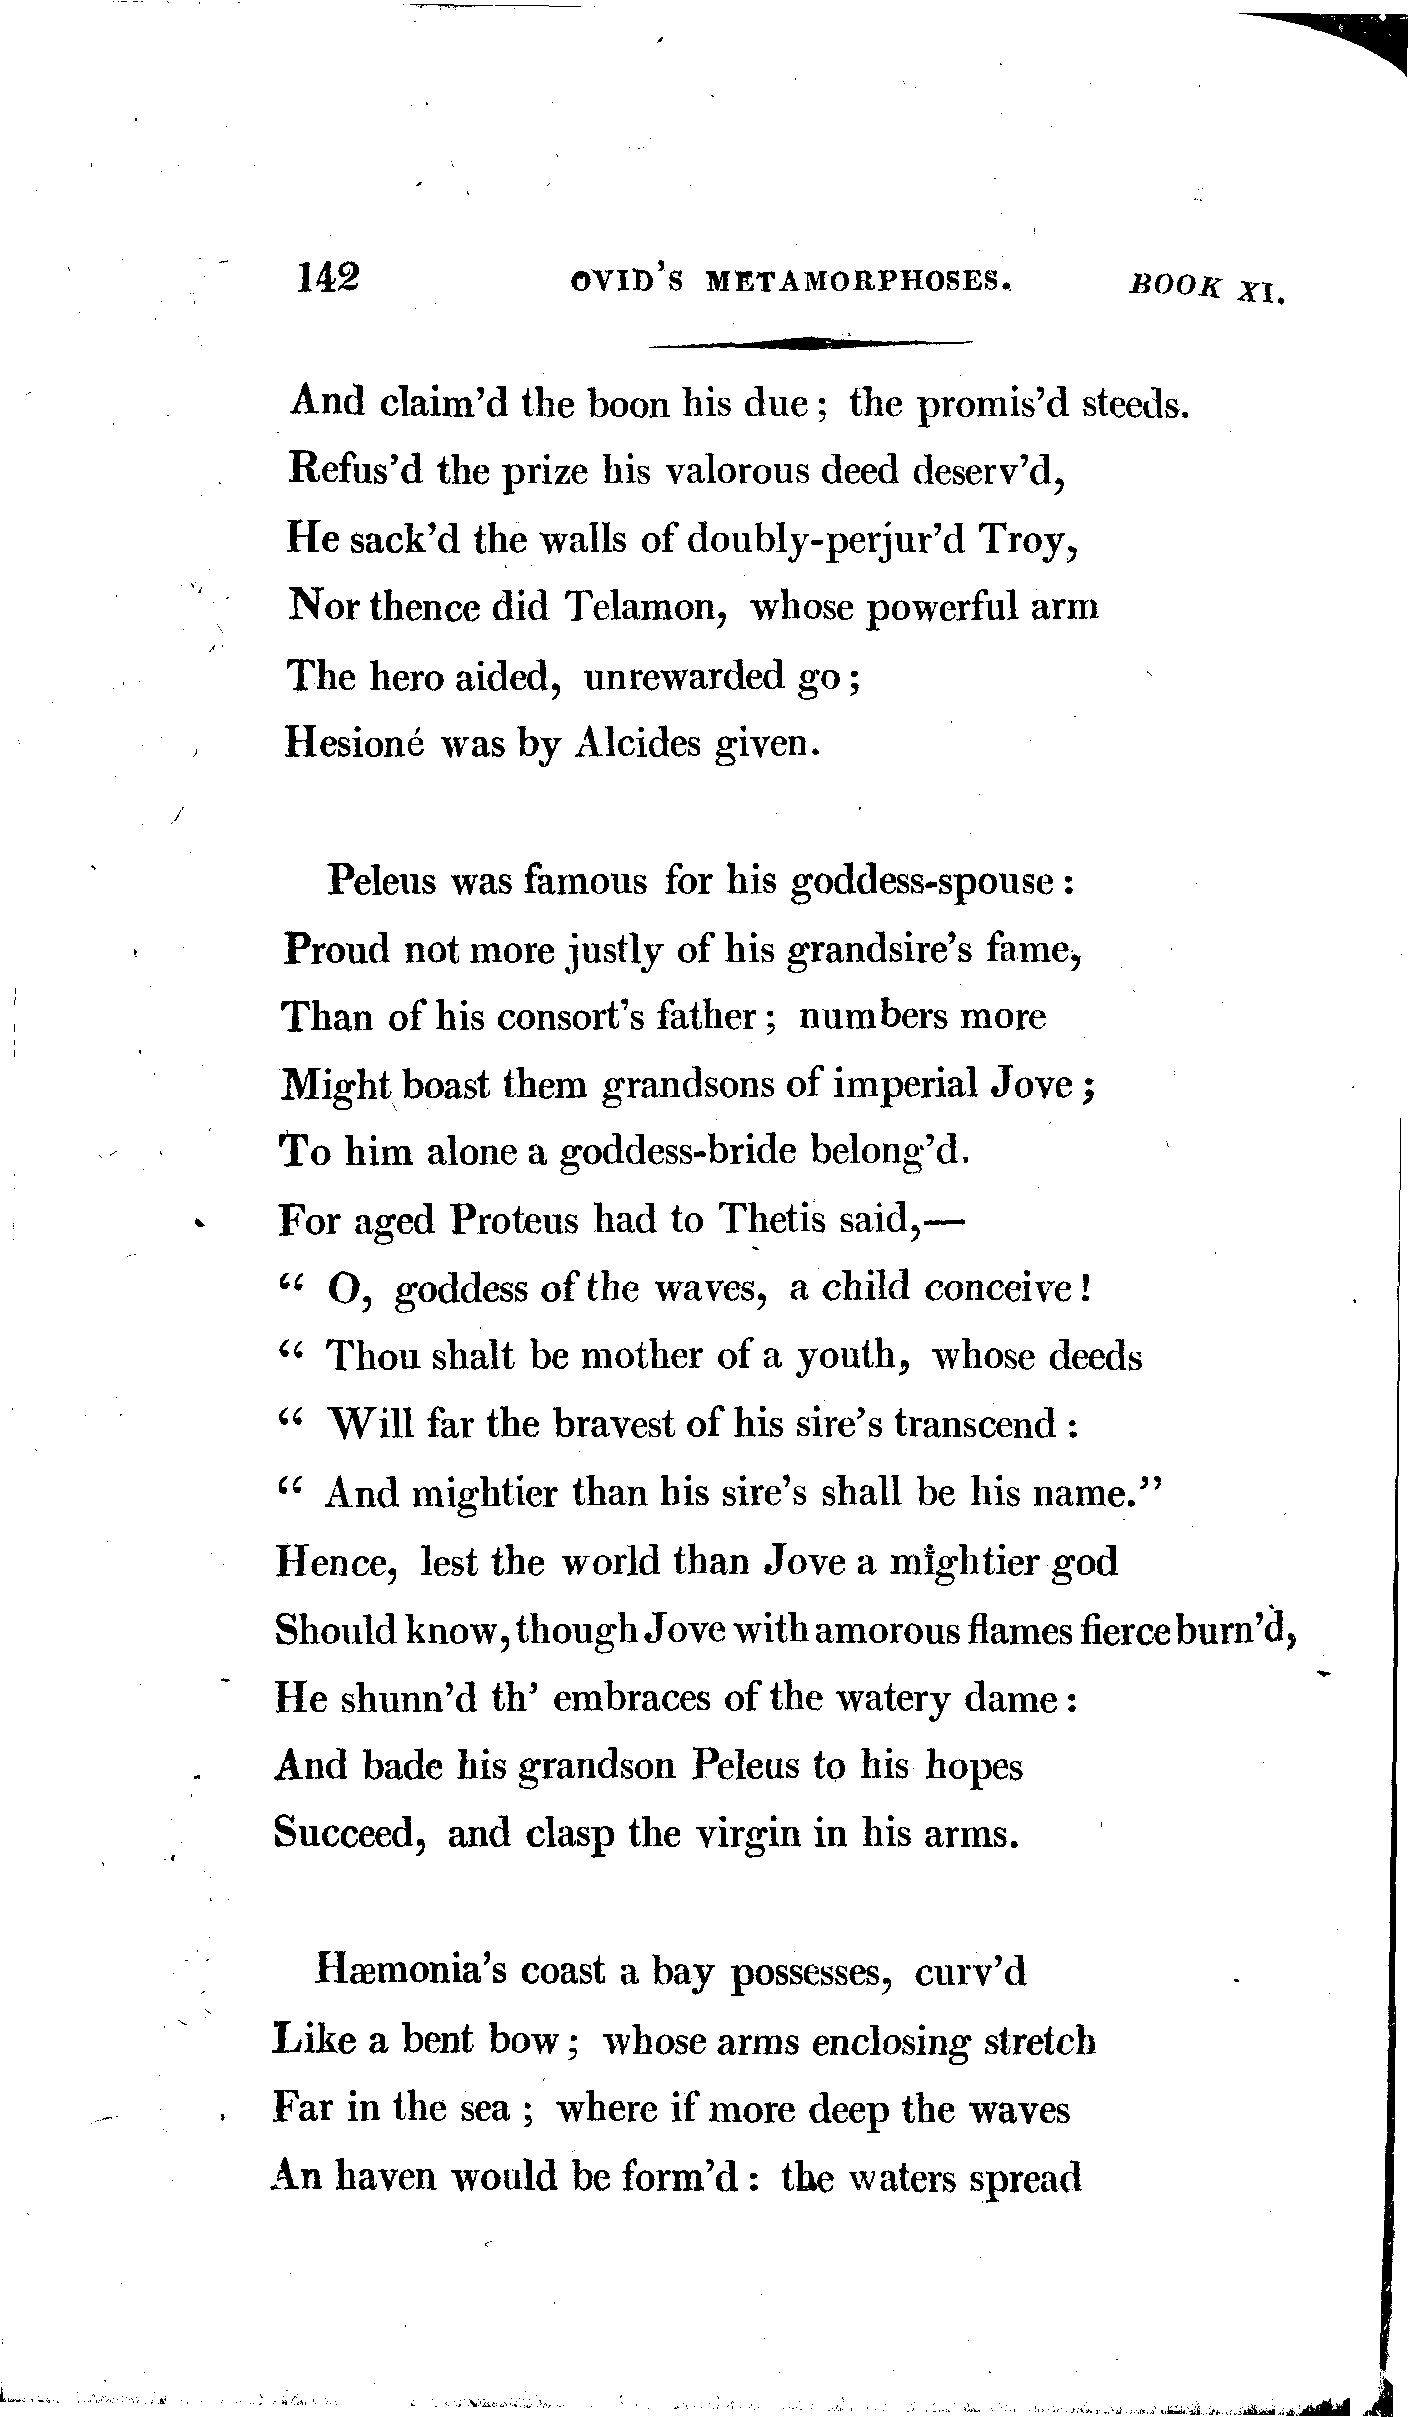 142 OVID'S METAMORPHOSES. BOOK XI.
And claim'd the boon his due; the promis'd steeds.
Refus'd the prize his valorous deed deserv'd,
He sack'd the walls of doubly-perjur'd Troy,
Nor thence did Telamon, whose powerful arm
The hero aided, unrewarded go;
Hesioné was by Alcides given.
Peleus was famous for his goddess-spouse:
Proud not more justly of his grandsire's fame,
Than of his consort's father; numbers more
Might boast them grandsons of imperial Jove;
To him alone a goddess-bride belong'd.
For aged Proteus had to Thetis said,—
“ O, goddess of the waves, a child conceive!
“ Thou shalt be mother of a youth, whose deeds
“ Will far the bravest of his sire's transcend:
“ And mightier than his sire's shall be his name.”
Hence, lest the world than Jove a mightier god
Should know, though Jove with amorous flames fierce burn'd,
He shunn'd th' embraces of the watery dame:
And bade his grandson Peleus to his hopes
Succeed, and clasp the virgin in his arms.
Hæmonia's coast a bay possesses, curv'd
Like a bent bow; whose arms enclosing stretch
Far in the sea; where if more deep the waves
An haven would be form'd: the waters spread